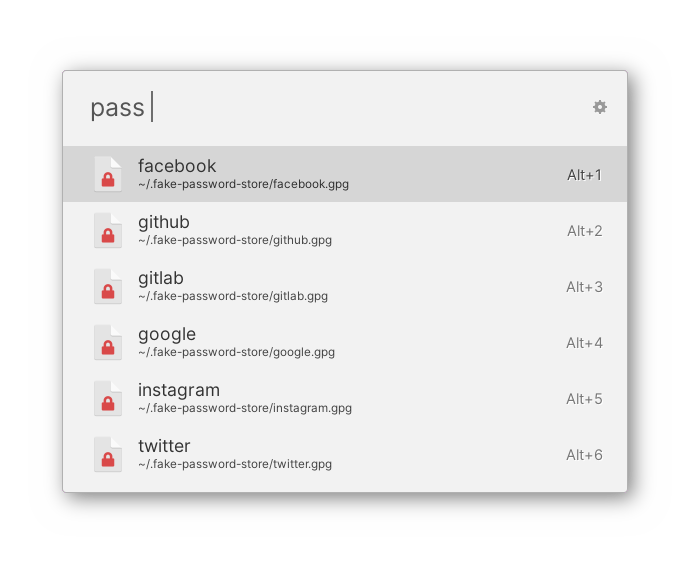 pass
facebook
~/.fake-password-store/facebook.gpg
Alt+1
github
~/.fake-password-store/github.gpg
Alt+2
gitlab
~/.fake-password-store/gitlab.gpg
Alt+3
google
~/.fake-password-store/google.gpg
Alt+4
instagram
~/.fake-password-store/instagram.gpg
Alt+5
twitter
~/.fake-password-store/twitter.gpg
Alt+6